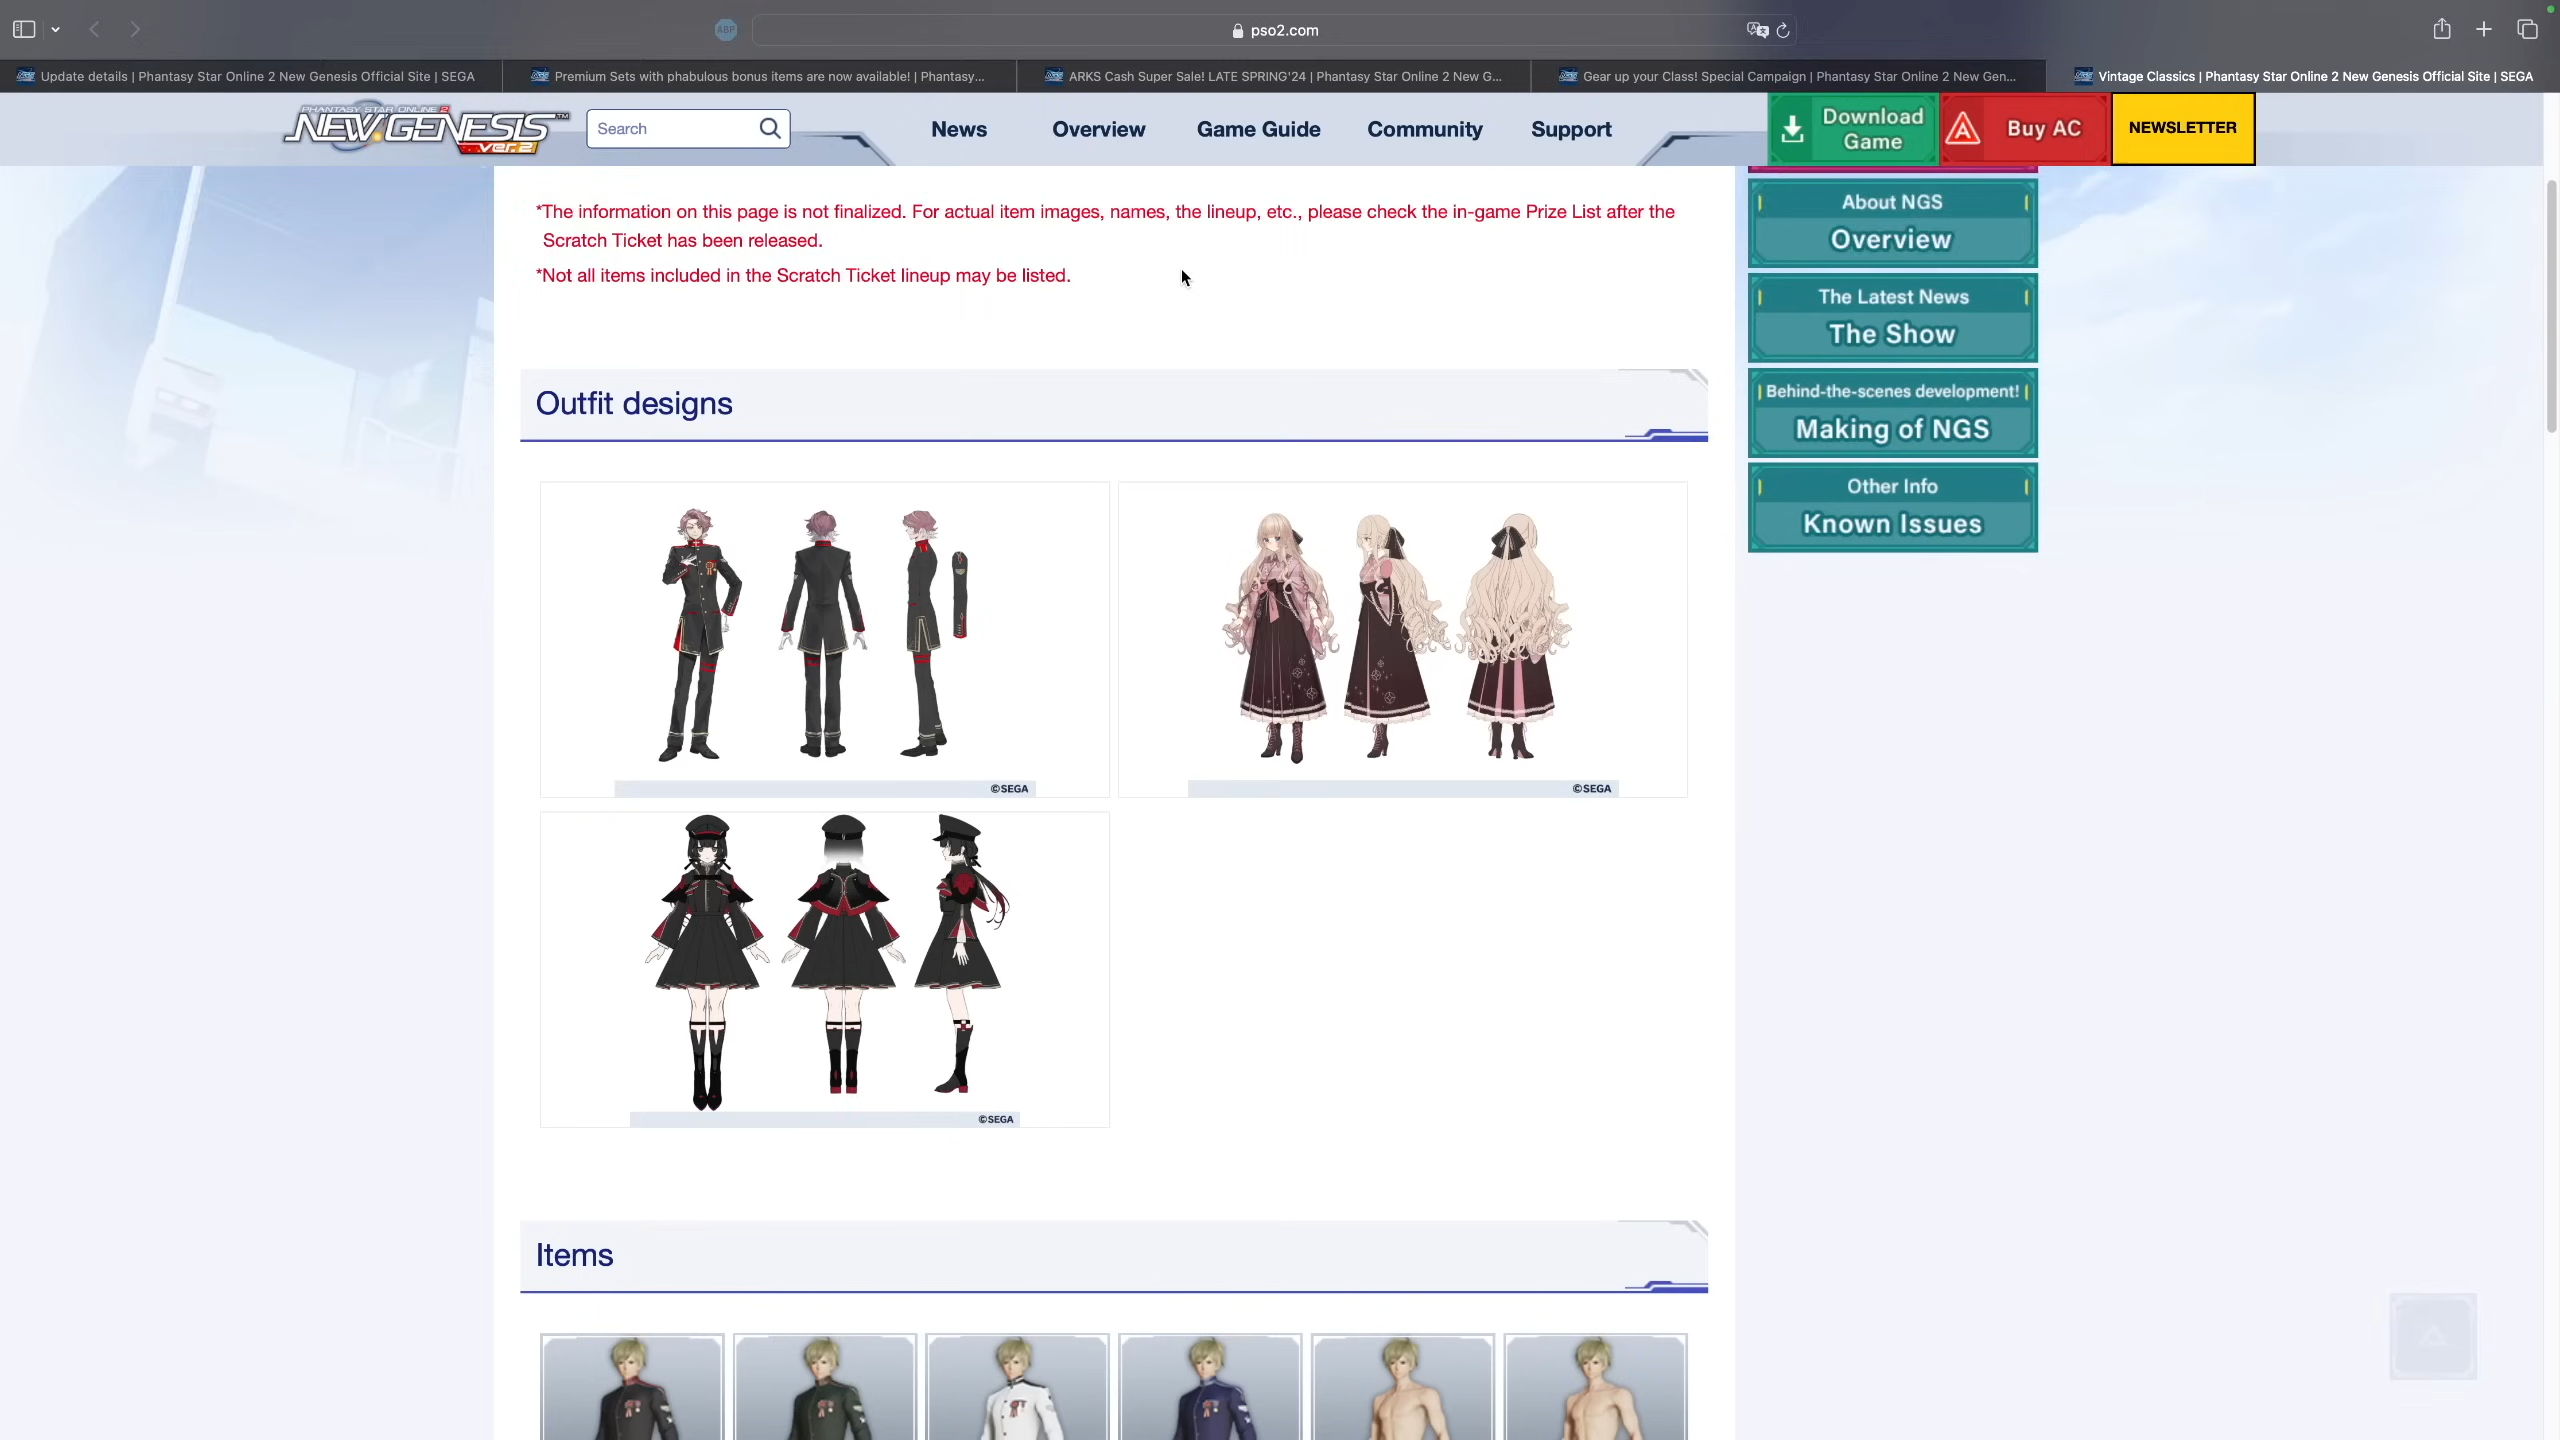 ABP
pso2.com
Update details | Phantasy Star Online 2 New Genesis Official Site | SEGA
Premium Sets with phabulous bonus items are now available! | Phantasy...
ARKS Cash Super Sale! LATE SPRING'24 | Phantasy Star Online 2 New G...
Gear up your Class! Special Campaign | Phantasy Star Online 2 New Gen...
Vintage Classics | Phantasy Star Online 2 New Genesis Official Site | SEGA
PHANTASY STAR ONLINE 2
NEW GENESIS
ver.2
TM
Search
News
Overview
Game Guide
Community
Support
Download
Game
Buy AC
NEWSLETTER
*The information on this page is not finalized. For actual item images, names, the lineup, etc., please check the in-game Prize List after the
Scratch Ticket has been released.
*Not all items included in the Scratch Ticket lineup may be listed.
About NGS
Overview
The Latest News
The Show
Behind-the-scenes development!
Making of NGS
Other Info
Known Issues
Outfit designs
©SEGA
©SEGA
©SEGA
Items